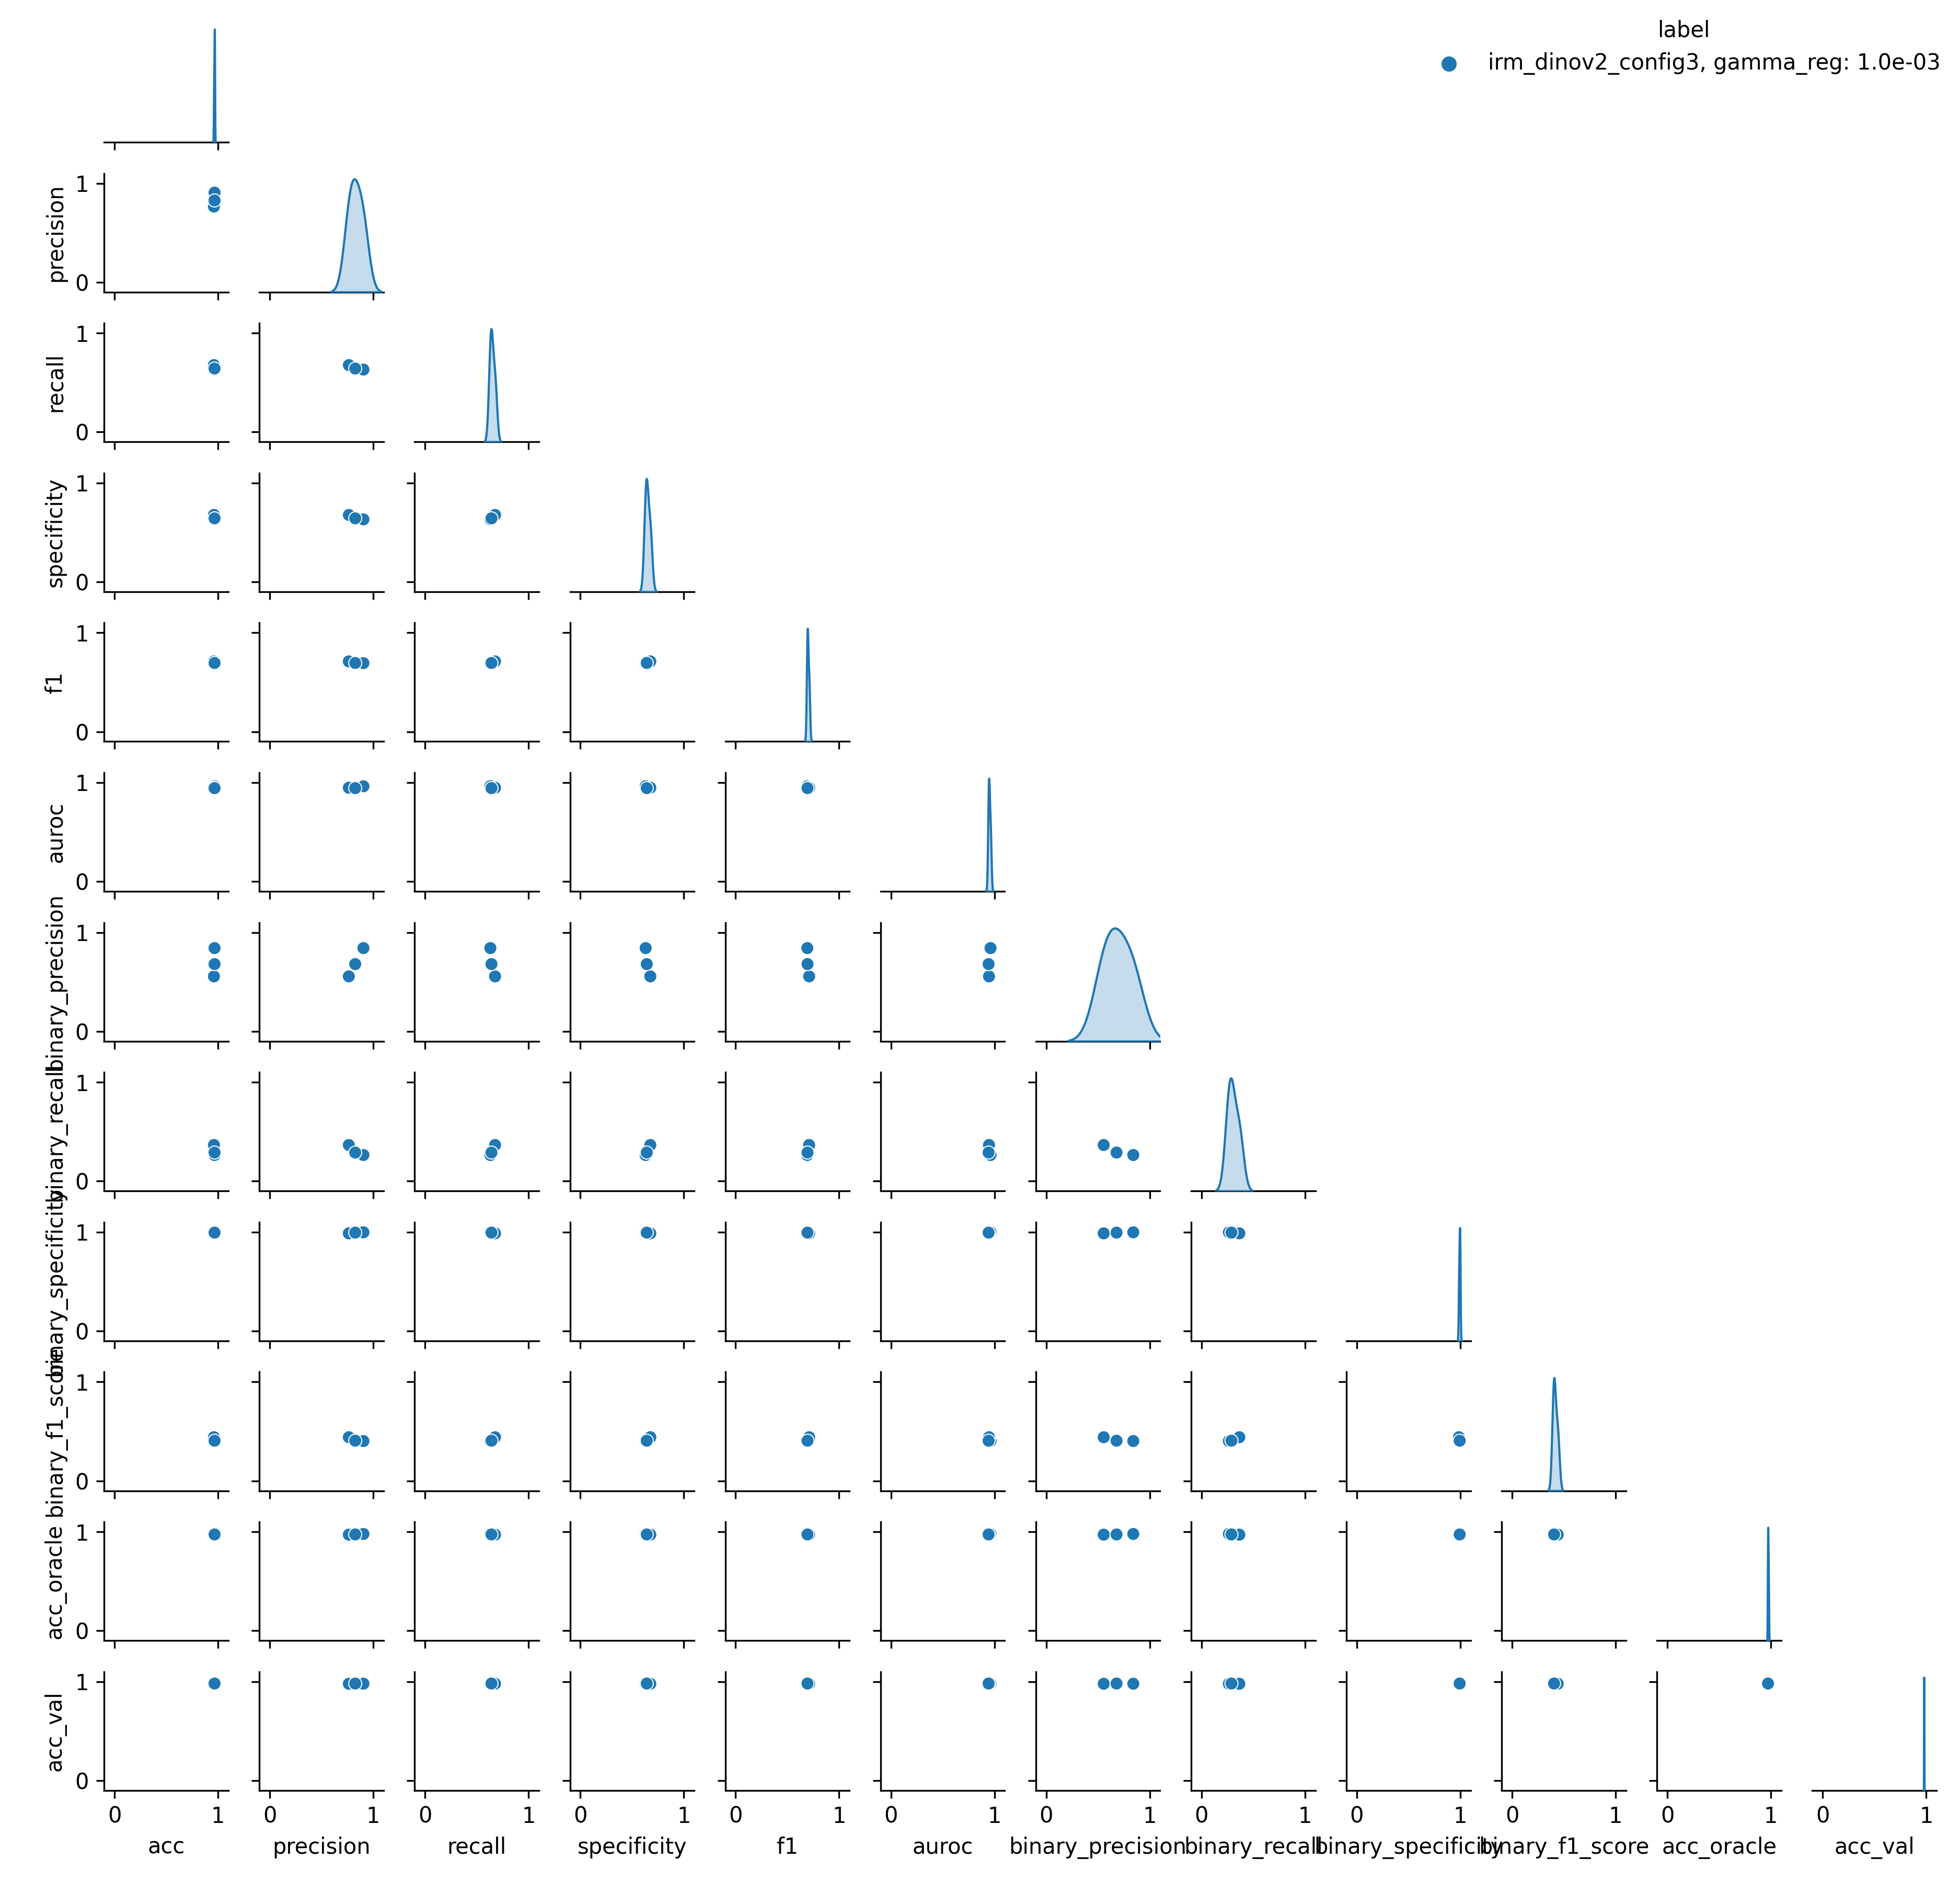 label
irm_dinov2_config3, gamma_reg: 1.0e-03
1
precision
0
1
recall
0
1
specificity
0
1
f1
0
1
auroc
0
1
binary_precision
0
1
binary_recall
0
1
binary_specificity
0
1
binary_f1_score
0
1
acc_oracle
0
1
acc_val
0
0 1 0 1 0 1 0 1 0 1 0 1 0 1 0 1 0 1 0 1 0 1 0 1
acc precision recall specificity f1 auroc binary_precision binary_recall binary_specificity binary_f1_score acc_oracle acc_val